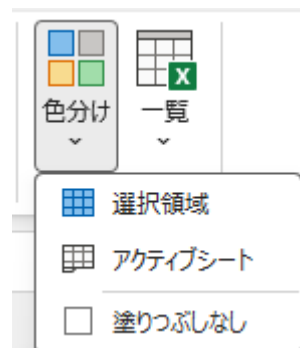 色分け
一覧
選択領域
アクティブシート
塗りつぶしなし